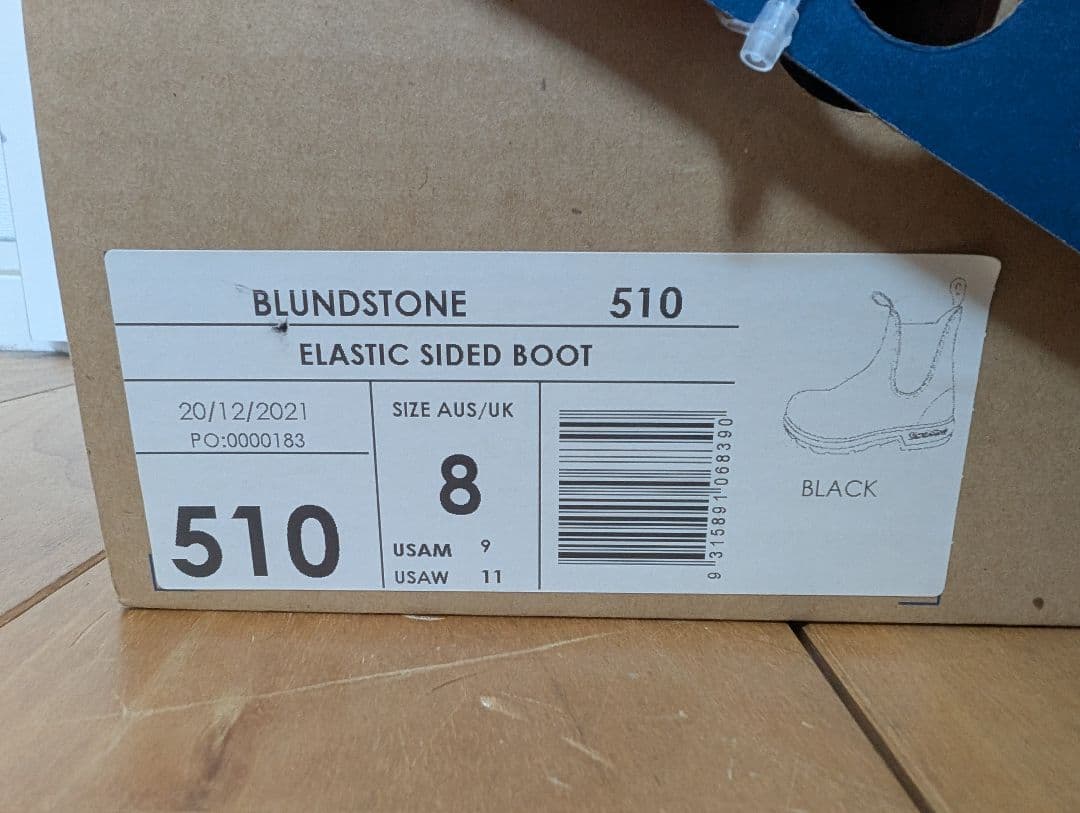 BLUNDSTONE 510
ELASTIC SIDED BOOT
20/12/2021
PO:0000183
510
SIZE AUS/UK
8
USAM 9
USAW 11
9 315891 068390
BLACK